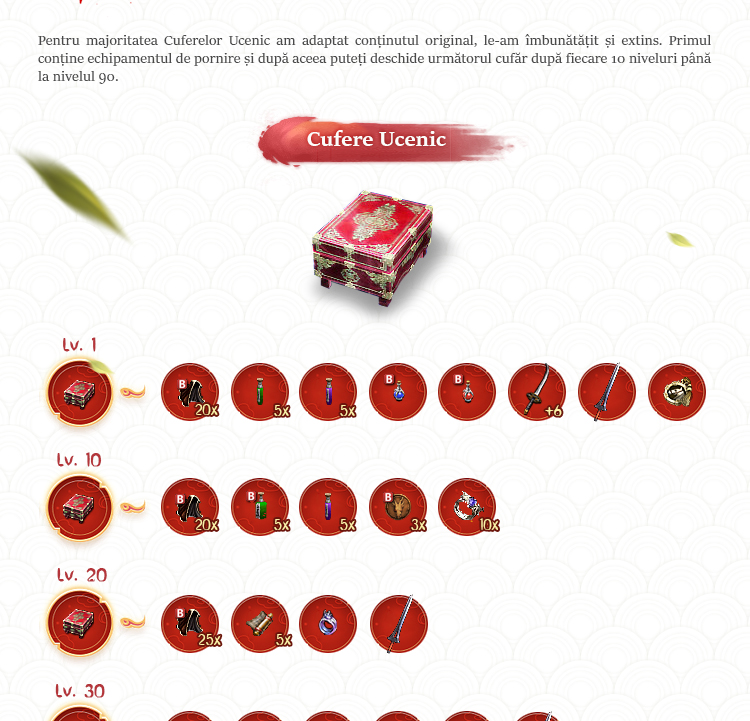 Pentru majoritatea Cuferelor Ucenic am adaptat conținutul original, le-am îmbunătățit și extins. Primul
conține echipamentul de pornire și după aceea puteți deschide următorul cufăr după fiecare 10 niveluri până
la nivelul 90.
Cufere Ucenic
Lv. 1
B 20x 5x 5x B B +6
Lv. 10
B 20x B 5x 5x B 3x 10x
Lv. 20
B 25x 5x
Lv. 30